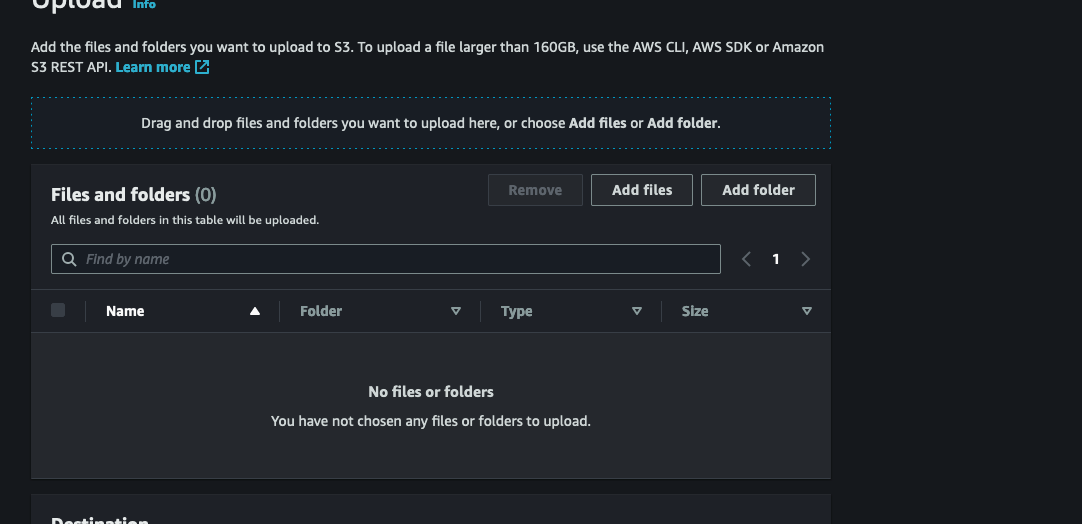 Upload Info
Add the files and folders you want to upload to S3. To upload a file larger than 160GB, use the AWS CLI, AWS SDK or Amazon
S3 REST API. Learn more
Drag and drop files and folders you want to upload here, or choose Add files or Add folder.
Files and folders (0)
Remove Add files Add folder
All files and folders in this table will be uploaded.
Find by name
1
Name Folder Type Size
No files or folders
You have not chosen any files or folders to upload.
Destination